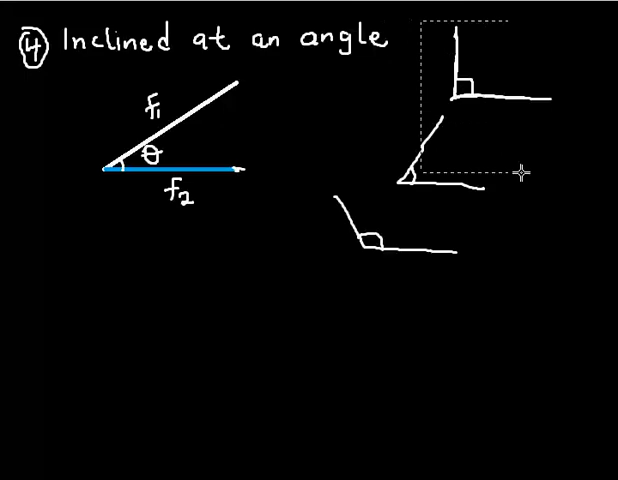 ④ Inclined at an angle
f₁
θ
f₂